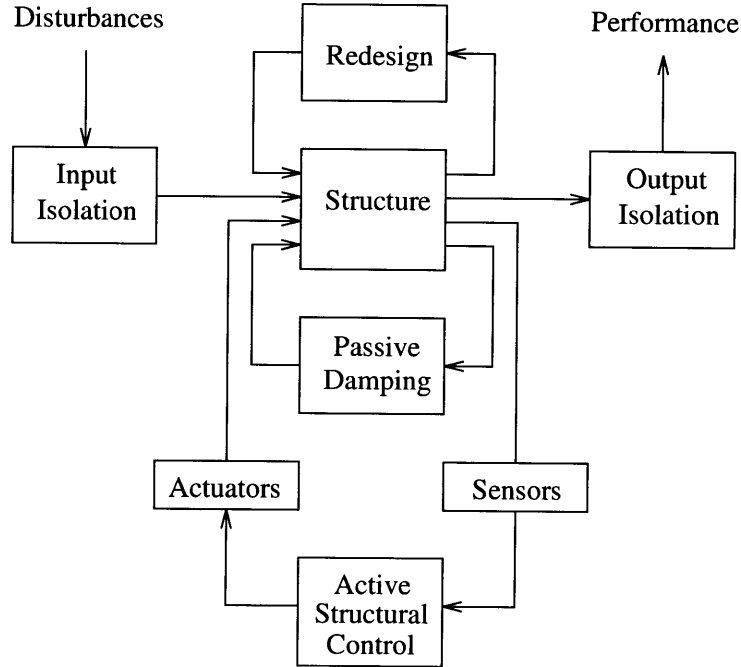 Disturbances
Performance
Redesign
Input
Isolation
Structure
Output
Isolation
Passive
Damping
Actuators
Sensors
Active
Structural
Control